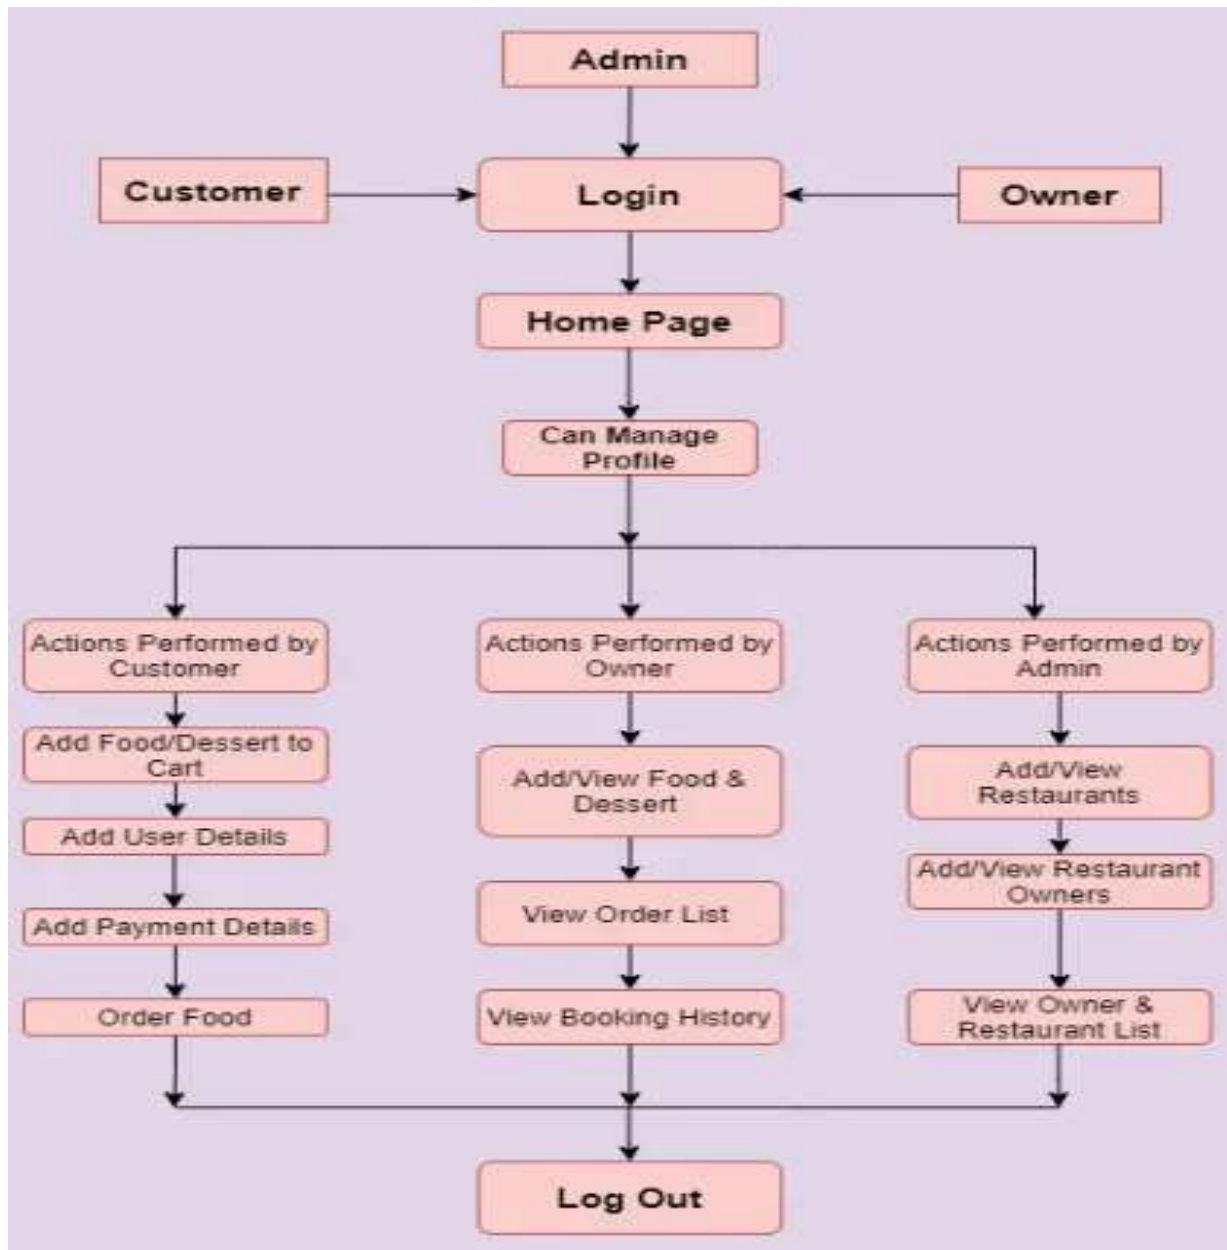 Admin
Customer
Login
Owner
Home Page
Can Manage
Profile
Actions Performed by
Customer
Add Food/Dessert to
Cart
Add User Details
Add Payment Details
Order Food
Actions Performed by
Owner
Add/View Food &
Dessert
View Order List
View Booking History
Actions Performed by
Admin
Add/View
Restaurants
Add/View Restaurant
Owners
View Owner &
Restaurant List
Log Out